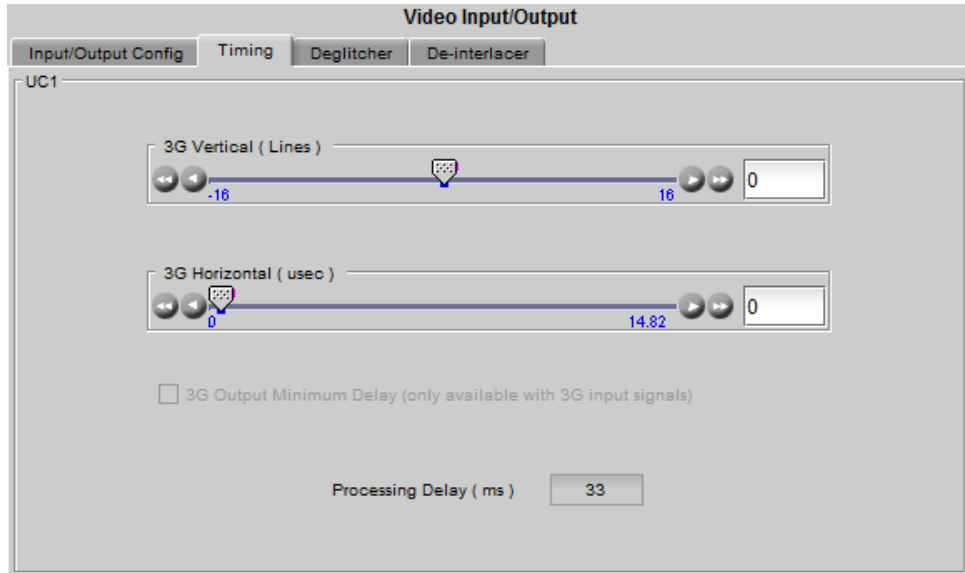 Video Input/Output
Input/Output Config Timing Deglitcher De-interlacer
UC1
3G Vertical ( Lines )
0
-16 16
3G Horizontal ( usec )
0
0 14.82
3G Output Minimum Delay (only available with 3G input signals)
Processing Delay ( ms ) 33